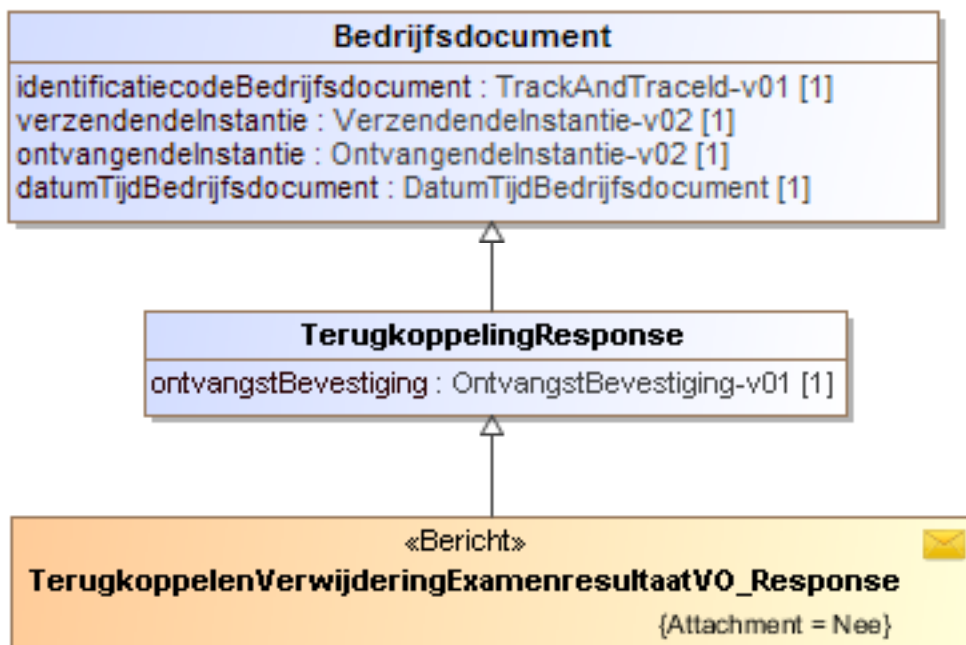 Bedrijfsdocument
identificatiecodeBedrijfsdocument : TrackAndTraceId-v01 [1]
verzendendeInstantie : VerzendendeInstantie-v02 [1]
ontvangendeInstantie : OntvangendeInstantie-v02 [1]
datumTijdBedrijfsdocument : DatumTijdBedrijfsdocument [1]
TerugkoppelingResponse
ontvangstBevestiging : OntvangstBevestiging-v01 [1]
«Bericht»
TerugkoppelenVerwijderingExamenresultaatVO_Response
{Attachment = Nee}